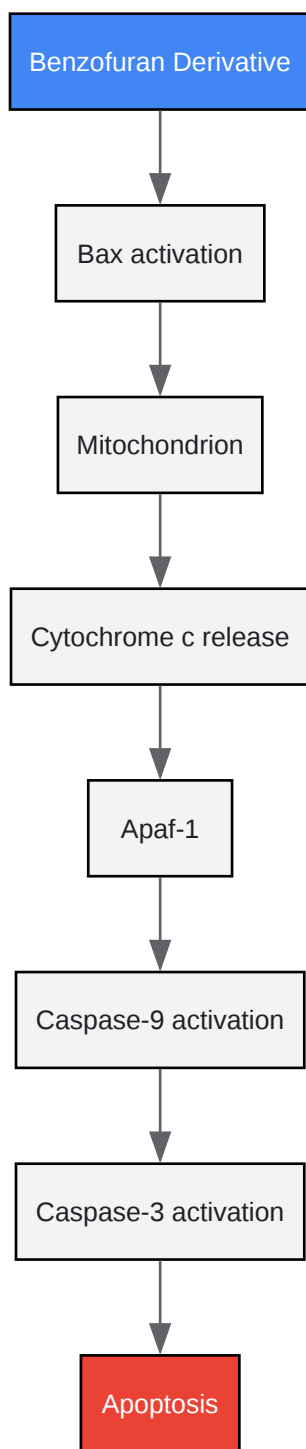 Benzofuran Derivative
Bax activation
Mitochondrion
Cytochrome c release
Apaf-1
Caspase-9 activation
Caspase-3 activation
Apoptosis